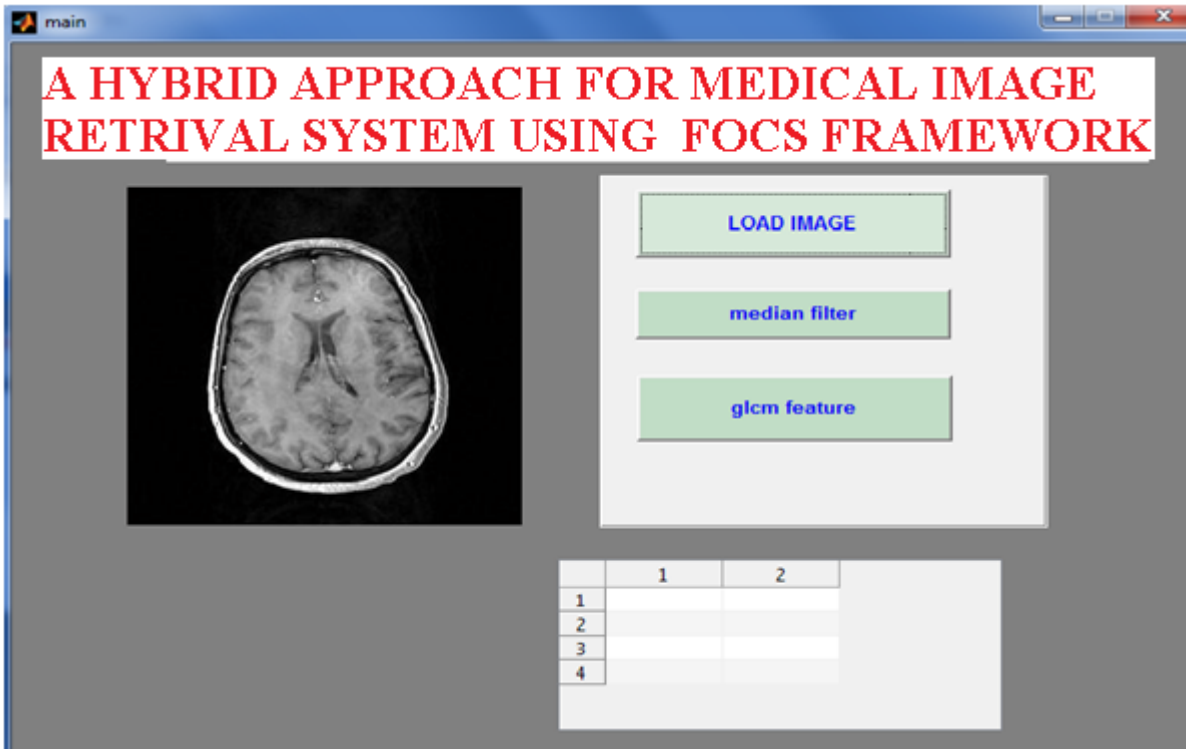 main
A HYBRID APPROACH FOR MEDICAL IMAGE
RETRIVAL SYSTEM USING FOCS FRAMEWORK
LOAD IMAGE
median filter
glcm feature
1 2
1
2
3
4